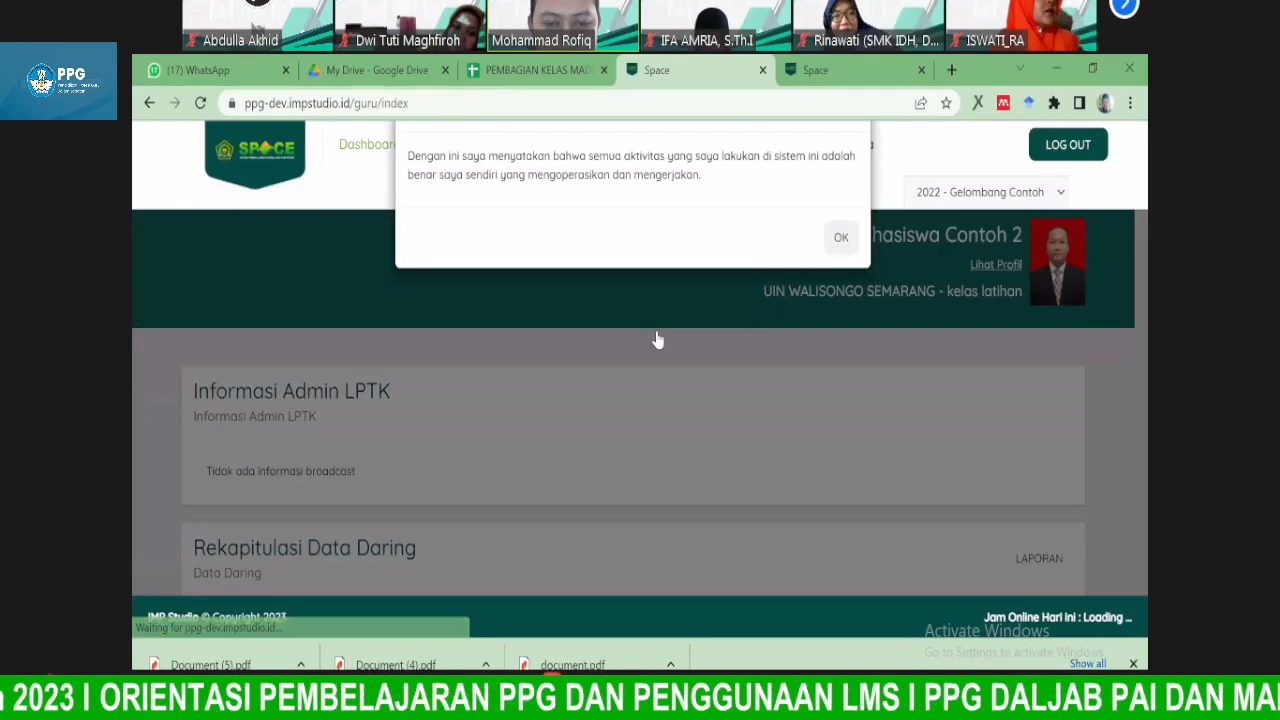 Abdulla Akhid
Dwi Tuti Maghfiroh
Mohammad Rofiq
IFA AMRIA, S.Th.I
Rinawati (SMK IDH, D...
ISWATI_RA
PPG
(17) WhatsApp
My Drive - Google Drive
PEMBAGIAN KELAS MAD
Space
Space
ppg-dev.impstudio.id/guru/index
SPACE
Dashboar
LOG OUT
Dengan ini saya menyatakan bahwa semua aktivitas yang saya lakukan di sistem ini adalah
benar saya sendiri yang mengoperasikan dan mengerjakan.
2022 - Gelombang Contoh
OK
hasiswa Contoh 2
Lihat Profil
UIN WALISONGO SEMARANG - kelas latihan
Informasi Admin LPTK
Informasi Admin LPTK
Tidak ada informasi broadcast
Rekapitulasi Data Daring
LAPORAN
Data Daring
IMP Studio © Copyright 2023
Jam Online Hari ini : Loading ...
Waiting for ppg-dev.impstudio.id...
Activate Windows
Go to Settings to activate Windows.
Document (5).pdf
Document (4).pdf
document.pdf
Show all
2023 I ORIENTASI PEMBELAJARAN PPG DAN PENGGUNAAN LMS I PPG DALJAB PAI DAN MA